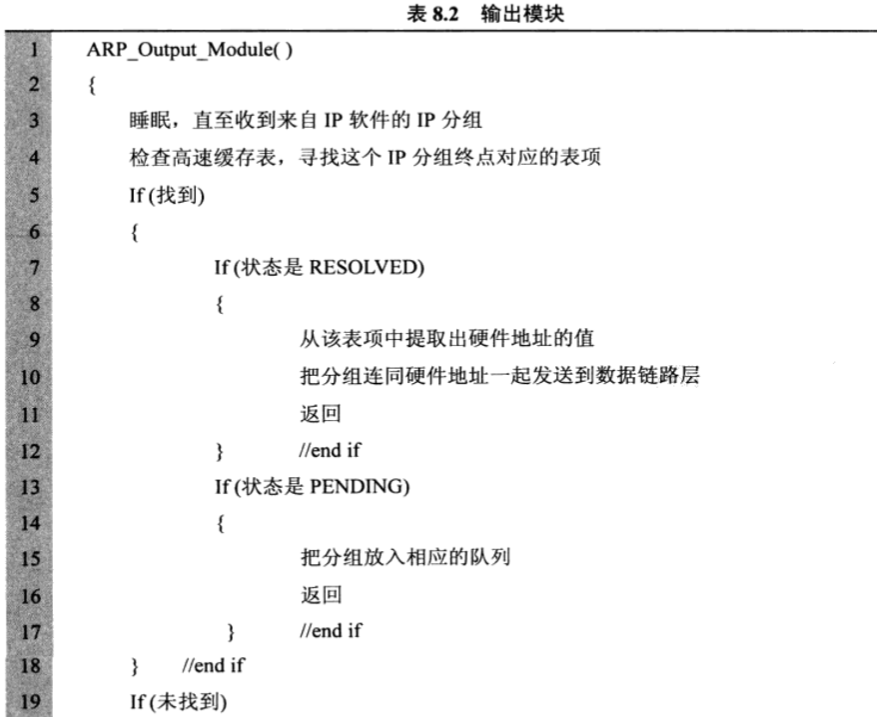 表 8.2 输出模块
1 ARP_Output_Module( )
2 {
3 睡眠，直至收到来自 IP 软件的 IP 分组
4 检查高速缓存表，寻找这个 IP 分组终点对应的表项
5 If (找到)
6 {
7 If (状态是 RESOLVED)
8 {
9 从该表项中提取出硬件地址的值
10 把分组连同硬件地址一起发送到数据链路层
11 返回
12 } //end if
13 If (状态是 PENDING)
14 {
15 把分组放入相应的队列
16 返回
17 } //end if
18 } //end if
19 If (未找到)